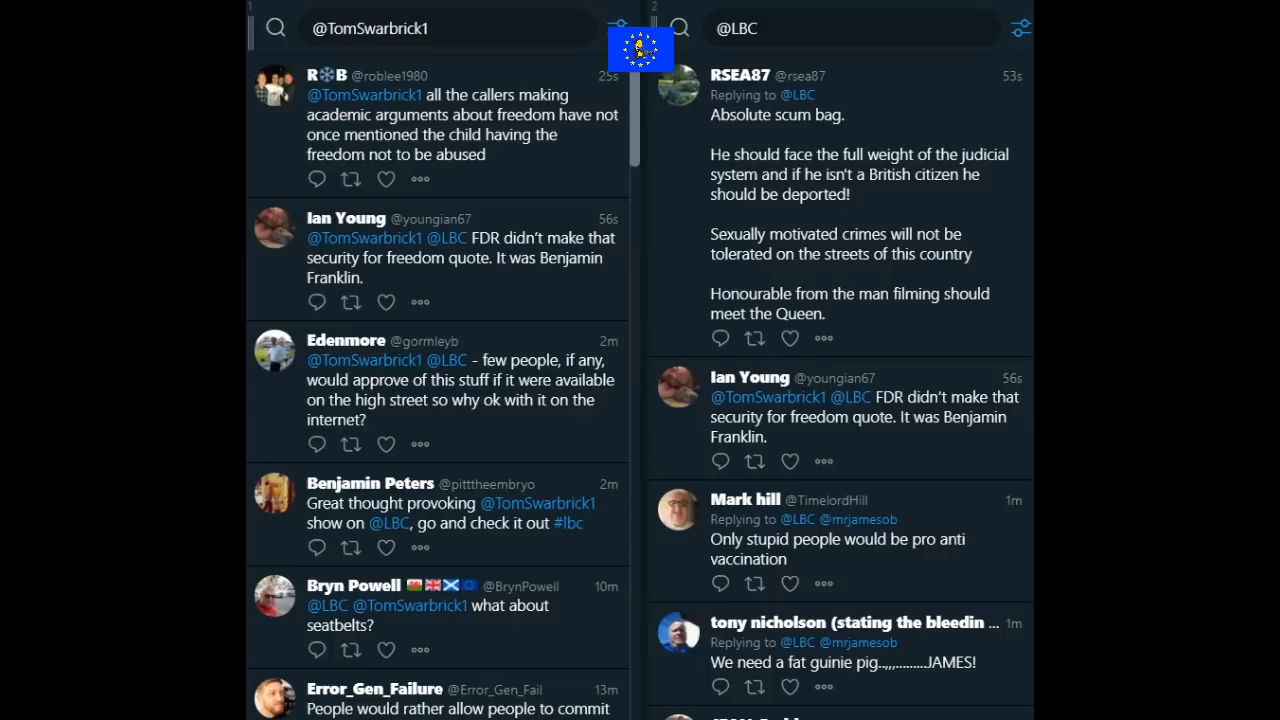 1
@TomSwarbrick1
R❄B @roblee1980 25s
@TomSwarbrick1 all the callers making
academic arguments about freedom have not
once mentioned the child having the
freedom not to be abused
Ian Young @youngian67 56s
@TomSwarbrick1 @LBC FDR didn't make that
security for freedom quote. It was Benjamin
Franklin.
Edenmore @gormleyb 2m
@TomSwarbrick1 @LBC - few people, if any,
would approve of this stuff if it were available
on the high street so why ok with it on the
internet?
Benjamin Peters @pitttheembryo 2m
Great thought provoking @TomSwarbrick1
show on @LBC, go and check it out #lbc
Bryn Powell @BrynPowell 10m
@LBC @TomSwarbrick1 what about
seatbelts?
Error_Gen_Failure @Error_Gen_Fail 13m
People would rather allow people to commit
2
@LBC
RSEA87 @rsea87 53s
Replying to @LBC
Absolute scum bag.
He should face the full weight of the judicial
system and if he isn't a British citizen he
should be deported!
Sexually motivated crimes will not be
tolerated on the streets of this country
Honourable from the man filming should
meet the Queen.
Ian Young @youngian67 56s
@TomSwarbrick1 @LBC FDR didn't make that
security for freedom quote. It was Benjamin
Franklin.
Mark hill @TimelordHill 1m
Replying to @LBC @mrjamesob
Only stupid people would be pro anti
vaccination
tony nicholson (stating the bleedin ... 1m
Replying to @LBC @mrjamesob
We need a fat guinie pig..,,,.........JAMES!